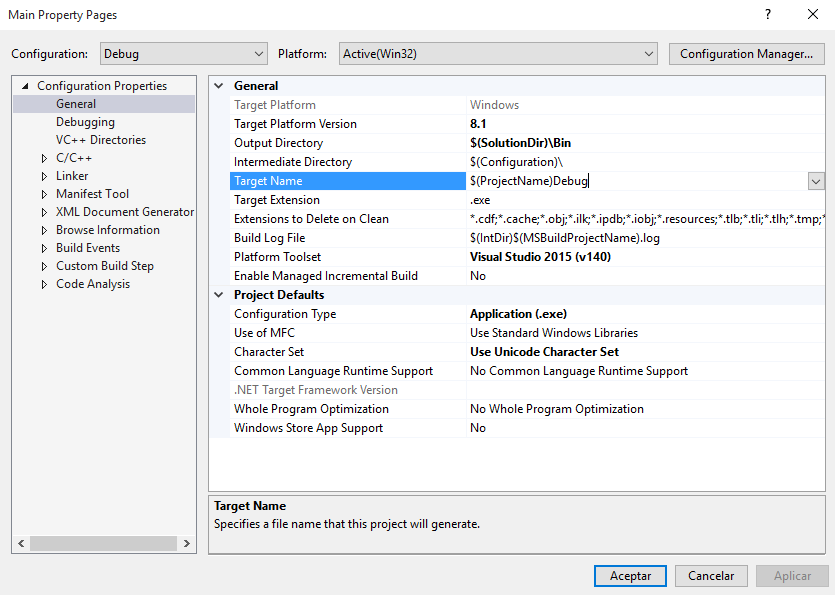 Main Property Pages
Configuration: Debug Platform: Active(Win32) Configuration Manager...
Configuration Properties
General
Debugging
VC++ Directories
C/C++
Linker
Manifest Tool
XML Document Generator
Browse Information
Build Events
Custom Build Step
Code Analysis
General
Target Platform Windows
Target Platform Version 8.1
Output Directory $(SolutionDir)\Bin
Intermediate Directory $(Configuration)\
Target Name $(ProjectName)Debug
Target Extension .exe
Extensions to Delete on Clean *.cdf;*.cache;*.obj;*.ilk;*.ipdb;*.iobj;*.resources;*.tlb;*.tli;*.tlh;*.tmp;*
Build Log File $(IntDir)$(MSBuildProjectName).log
Platform Toolset Visual Studio 2015 (v140)
Enable Managed Incremental Build No
Project Defaults
Configuration Type Application (.exe)
Use of MFC Use Standard Windows Libraries
Character Set Use Unicode Character Set
Common Language Runtime Support No Common Language Runtime Support
.NET Target Framework Version
Whole Program Optimization No Whole Program Optimization
Windows Store App Support No
Target Name
Specifies a file name that this project will generate.
Aceptar Cancelar Aplicar